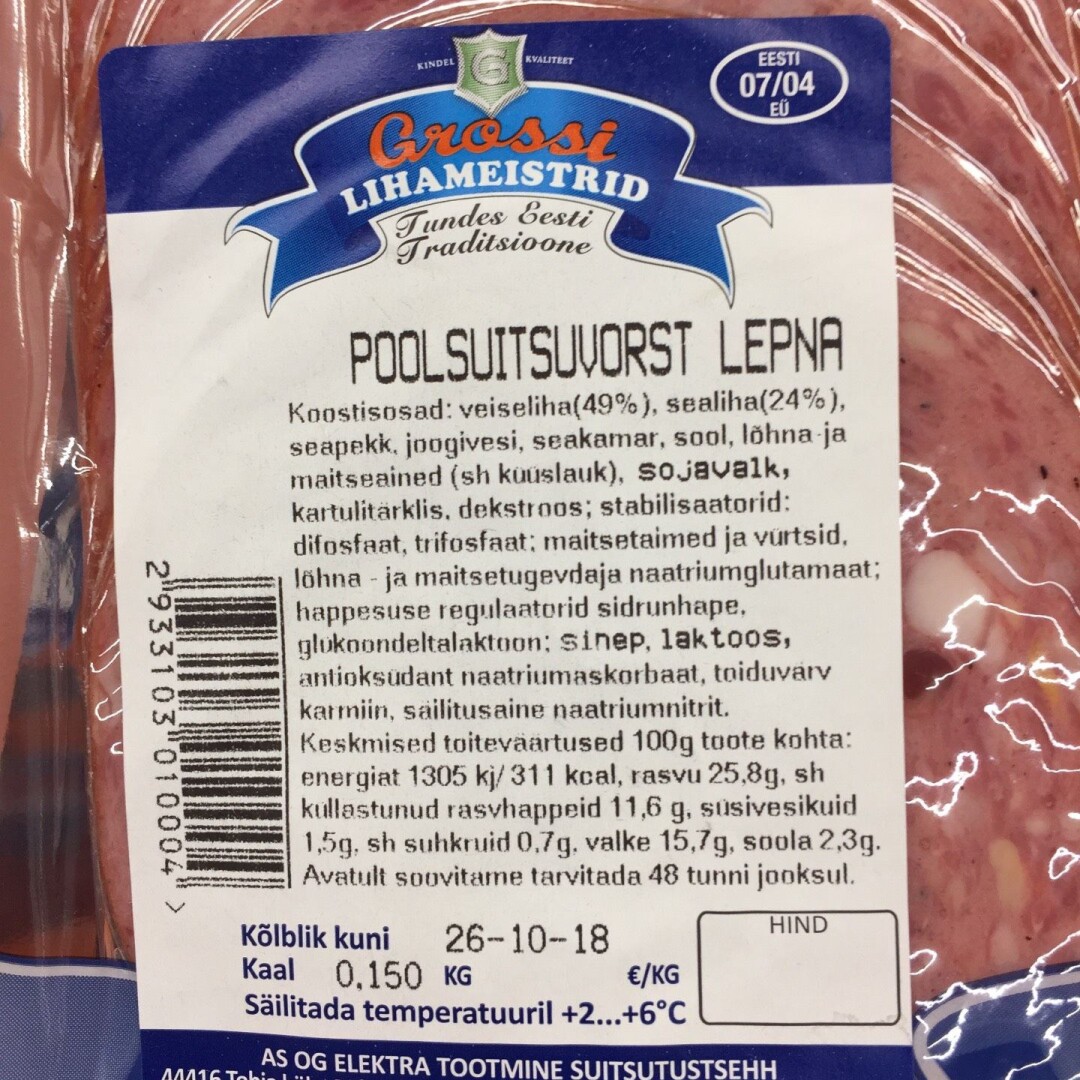 KINDEL KVALITEET
G
EESTI
07/04
EÜ
Grossi
LIHAMEISTRID
Tundes Eesti
Traditsioone
POOLSUITSUVORST LEPNA
Koostisosad: veiseliha(49%), sealiha(24%),
seapekk, joogivesi, seakamar, sool, lõhna-ja
maitseained (sh küüslauk), sojavalk,
kartulitärklis, dekstroos; stabilisaatorid:
difosfaat, trifosfaat; maitsetaimed ja vürtsid,
lõhna - ja maitsetugevdaja naatriumglutamaat;
happesuse regulaatorid sidrunhape,
glükoondeltalaktoon; sinep, laktoos,
antioksüdant naatriumaskorbaat, toiduvärv
karmiin, säilitusaine naatriumnitrit.
Keskmised toiteväärtused 100g toote kohta:
energiat 1305 kj/ 311 kcal, rasvu 25,8g, sh
küllastunud rasvhappeid 11,6 g, süsivesikuid
1,5g, sh suhkruid 0,7g, valke 15,7g, soola 2,3g.
Avatult soovitame tarvitada 48 tunni jooksul.
2 933103 010004 >
Kõlblik kuni 26-10-18
HIND
Kaal 0,150 KG €/KG
Säilitada temperatuuril +2...+6°C
AS OG ELEKTRA TOOTMINE SUITSUTUSTSEHH
44416